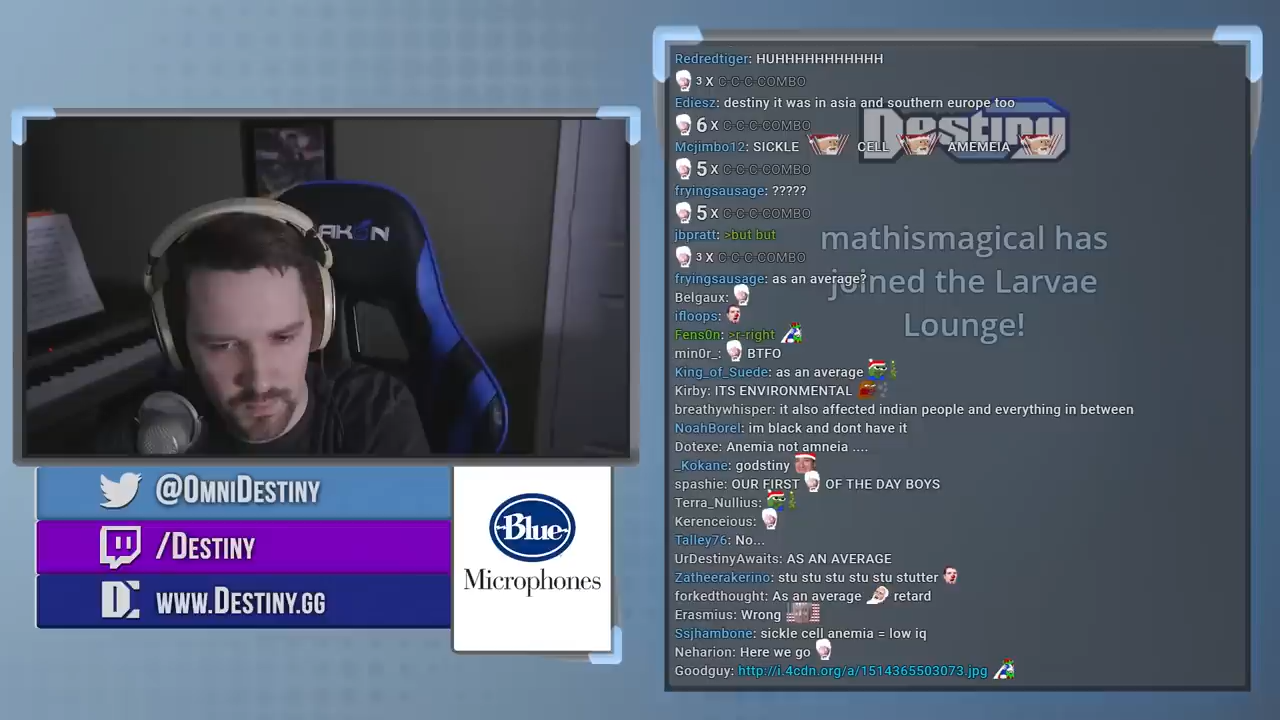 AKON
@OmniDestiny
/Destiny
www.Destiny.gg
Blue
Microphones
Destiny
mathismagical has
joined the Larvae
Lounge!
Redredtiger: HUHHHHHHHHHHH
3 X C-C-C-COMBO
Ediesz: destiny it was in asia and southern europe too
6 X C-C-C-COMBO
Mcjimbo12: SICKLE CELL AMEMEIA
5 X C-C-C-COMBO
fryingsausage: ?????
5 X C-C-C-COMBO
jbpratt: >but but
3 X C-C-C-COMBO
fryingsausage: as an average?
Belgaux:
ifloops:
Fens0n: >r-right
min0r_: BTFO
King_of_Suede: as an average
Kirby: ITS ENVIRONMENTAL
breathywhisper: it also affected indian people and everything in between
NoahBorel: im black and dont have it
Dotexe: Anemia not amneia ....
_Kokane: godstiny
spashie: OUR FIRST OF THE DAY BOYS
Terra_Nullius:
Kerenceious:
Talley76: No...
UrDestinyAwaits: AS AN AVERAGE
Zatheerakerino: stu stu stu stu stu stutter
forkedthought: As an average retard
Erasmius: Wrong
Ssjhambone: sickle cell anemia = low iq
Neharion: Here we go
Goodguy: http://i.4cdn.org/a/1514365503073.jpg